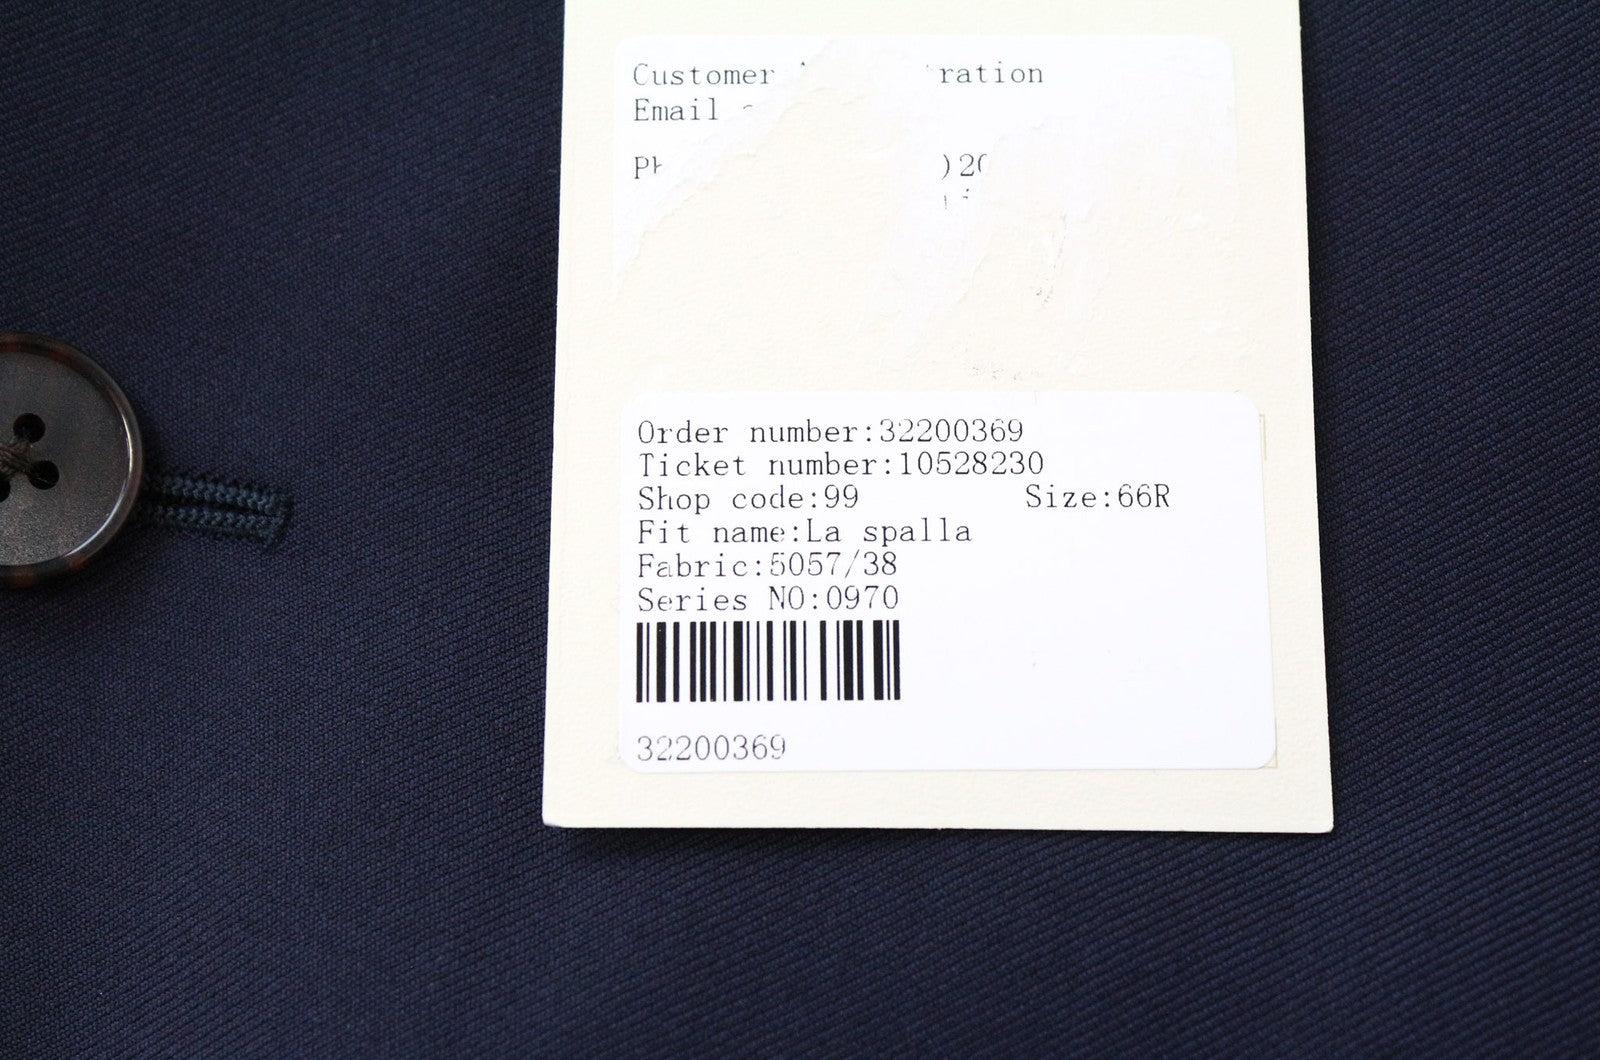 Customer
Email
Order number:32200369
Ticket number:10528230
Shop code:99 Size:66R
Fit name:La spalla
Fabric:5057/38
Series NO:0970
32200369